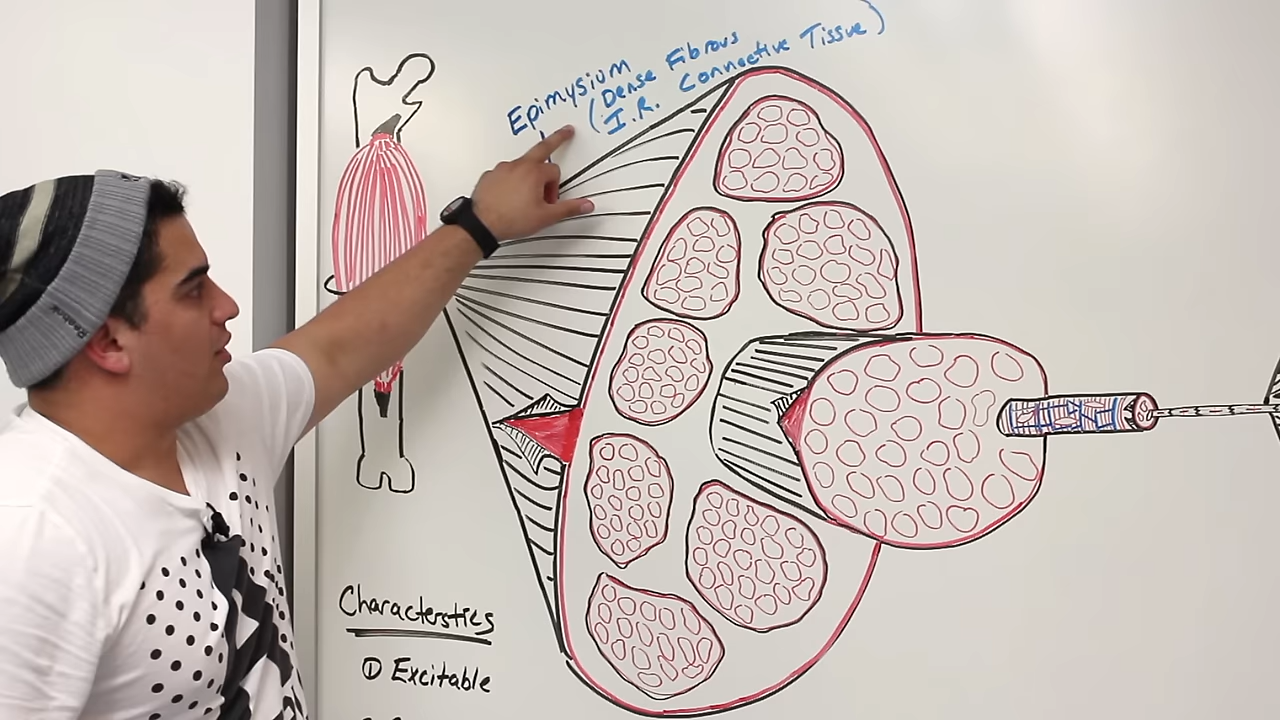 Epimysium
(Dense Fibrous
I.R. Connective Tissue)
Characterstics
① Excitable